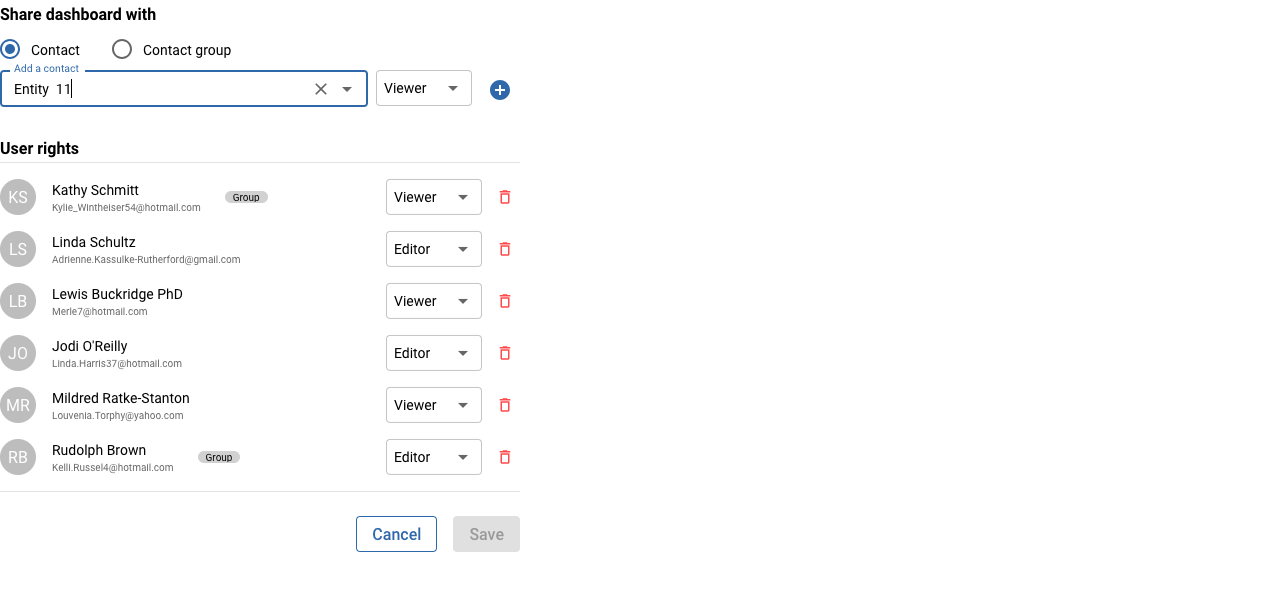 Share dashboard with
Contact
Contact group
Add a contact
Entity 11
Viewer
User rights
KS
Kathy Schmitt
Kylie_Wintheiser54@hotmail.com
Group
Viewer
LS
Linda Schultz
Adrienne.Kassulke-Rutherford@gmail.com
Editor
LB
Lewis Buckridge PhD
Merle7@hotmail.com
Viewer
JO
Jodi O'Reilly
Linda.Harris37@hotmail.com
Editor
MR
Mildred Ratke-Stanton
Louvenia.Torphy@yahoo.com
Viewer
RB
Rudolph Brown
Kelli.Russel4@hotmail.com
Group
Editor
Cancel
Save